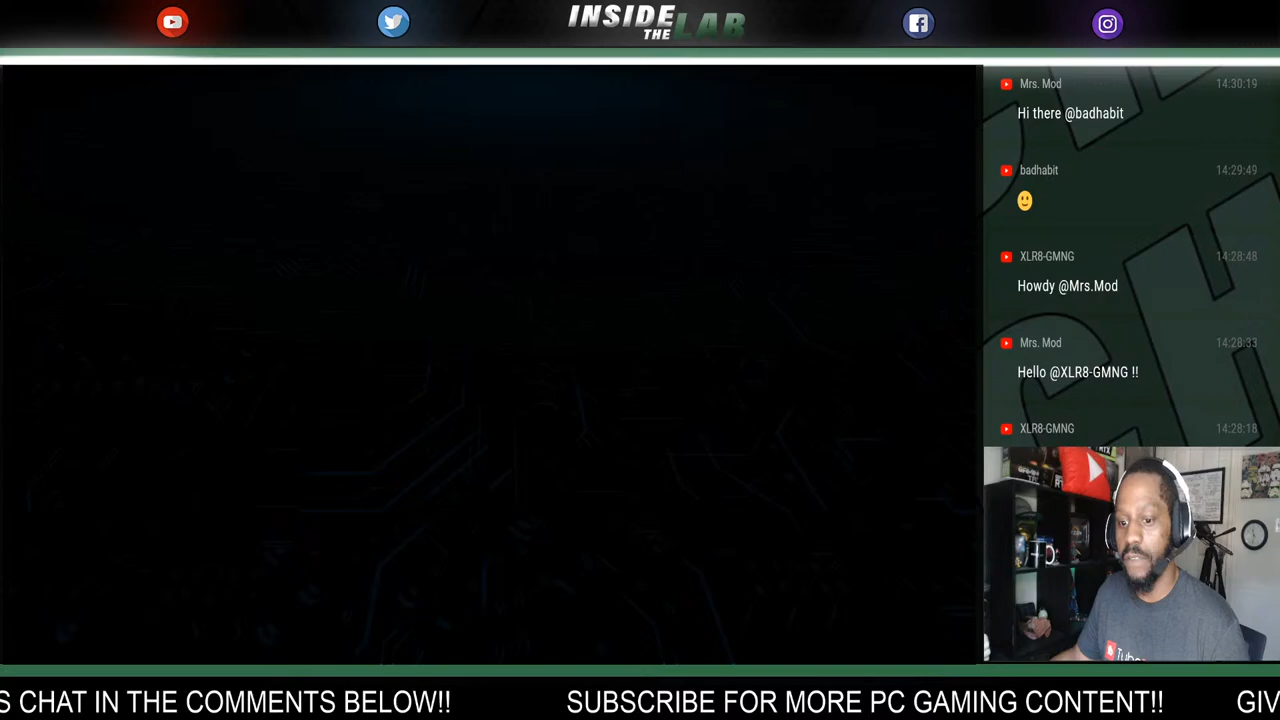 INSIDE
THE LAB
Mrs. Mod 14:30:19
Hi there @badhabit
badhabit 14:29:49
XLR8-GMNG 14:28:48
Howdy @Mrs.Mod
Mrs. Mod 14:28:33
Hello @XLR8-GMNG !!
XLR8-GMNG 14:28:18
S CHAT IN THE COMMENTS BELOW!! SUBSCRIBE FOR MORE PC GAMING CONTENT!! GIV